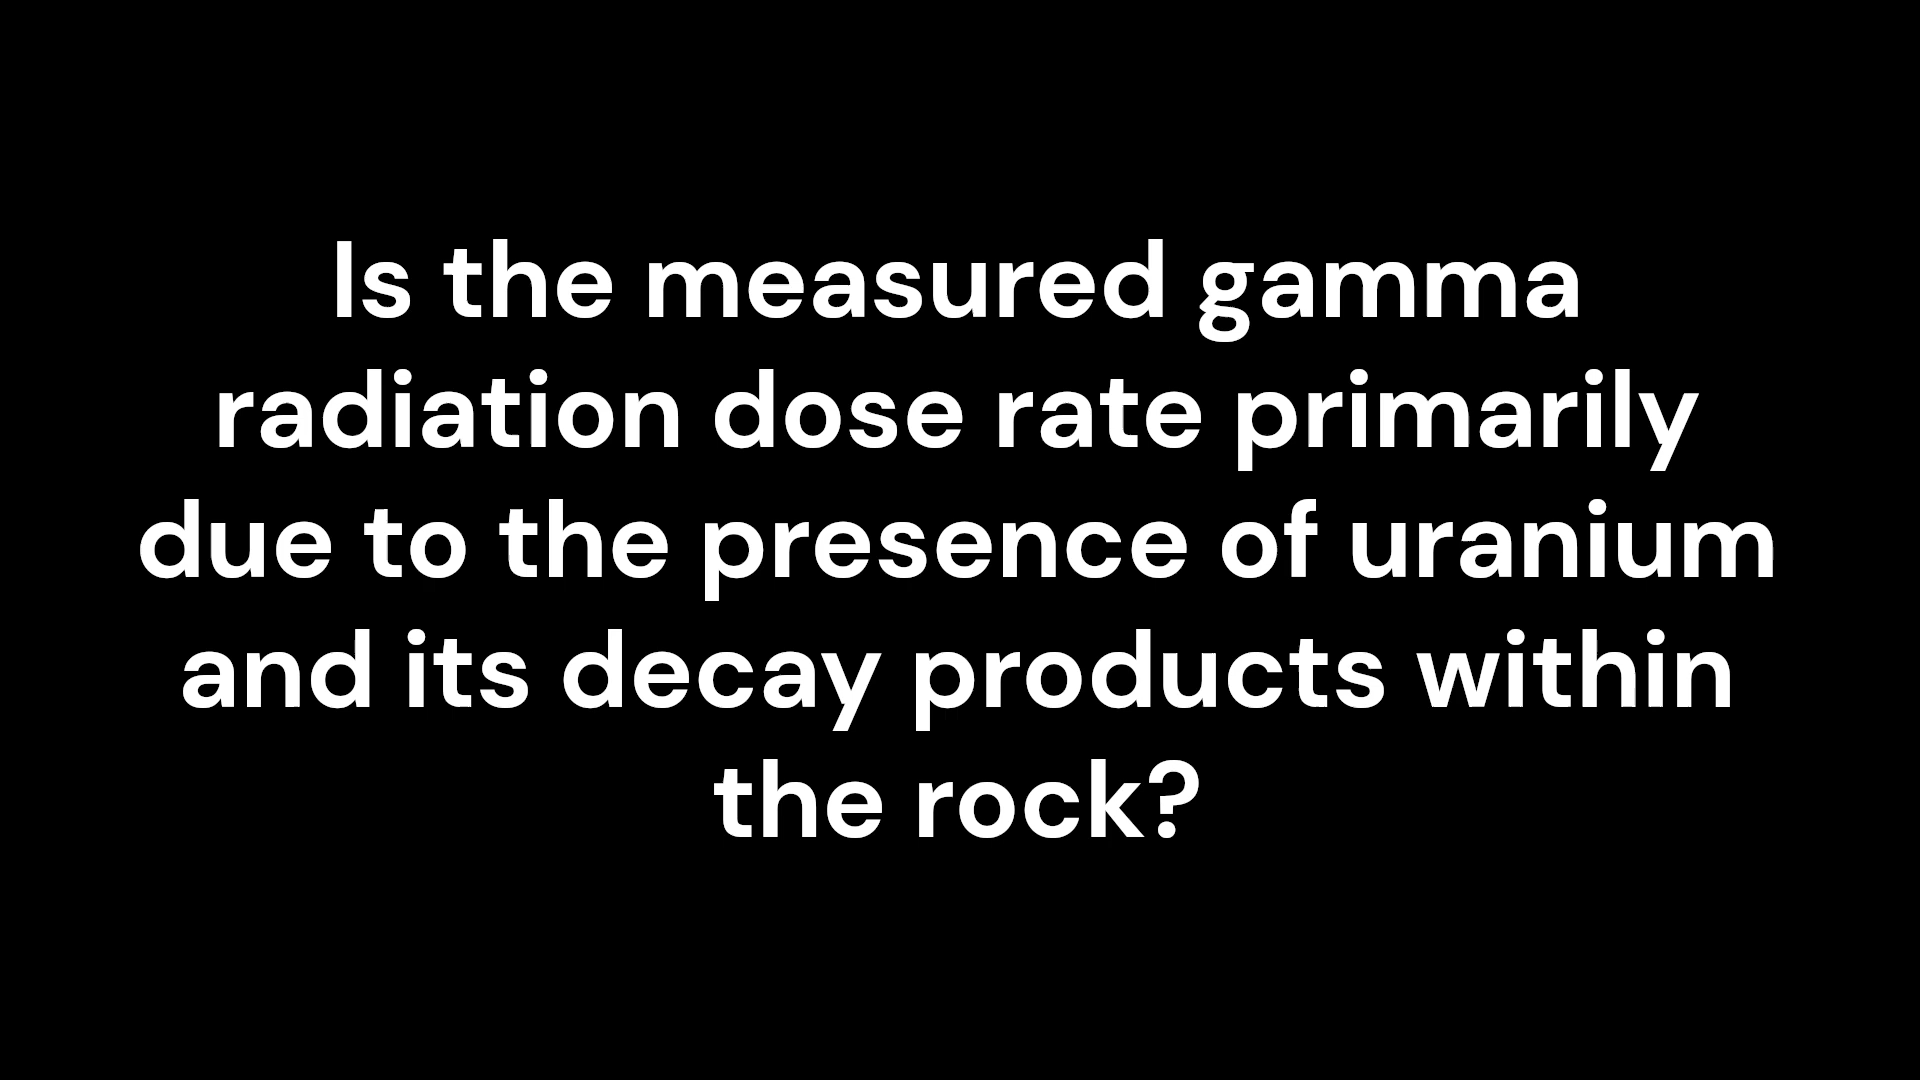 Is the measured gamma
radiation dose rate primarily
due to the presence of uranium
and its decay products within
the rock?